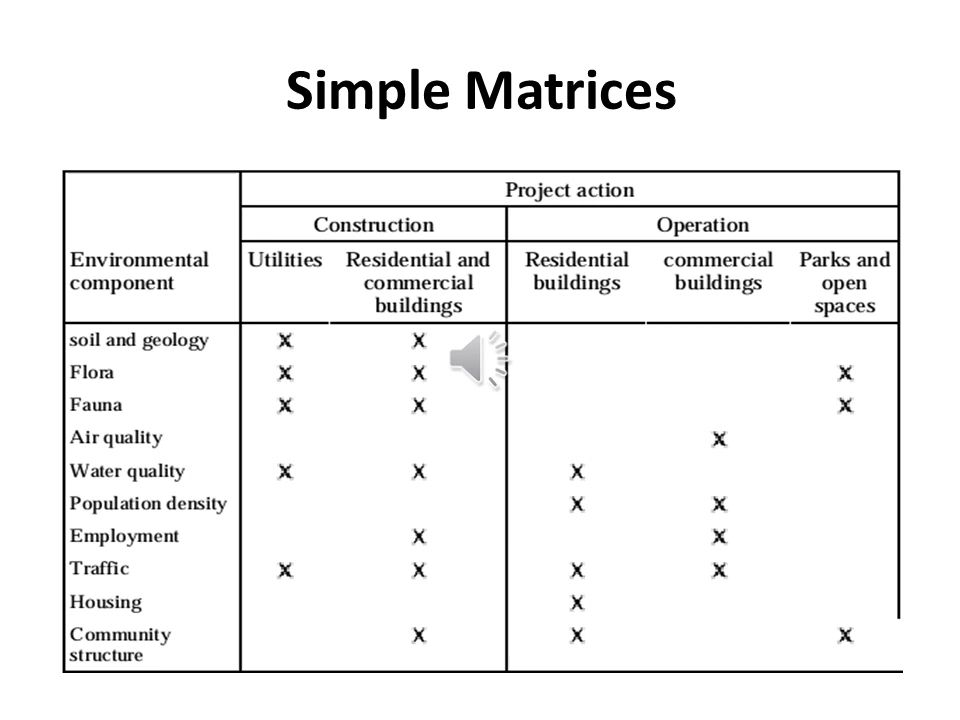 Simple Matrices
Project action
Construction Operation
Environmental component Utilities Residential and commercial buildings Residential buildings commercial buildings Parks and open spaces
soil and geology X X
Flora X X X
Fauna X X X
Air quality X
Water quality X X X
Population density X X
Employment X X
Traffic X X X X
Housing X
Community structure X X X